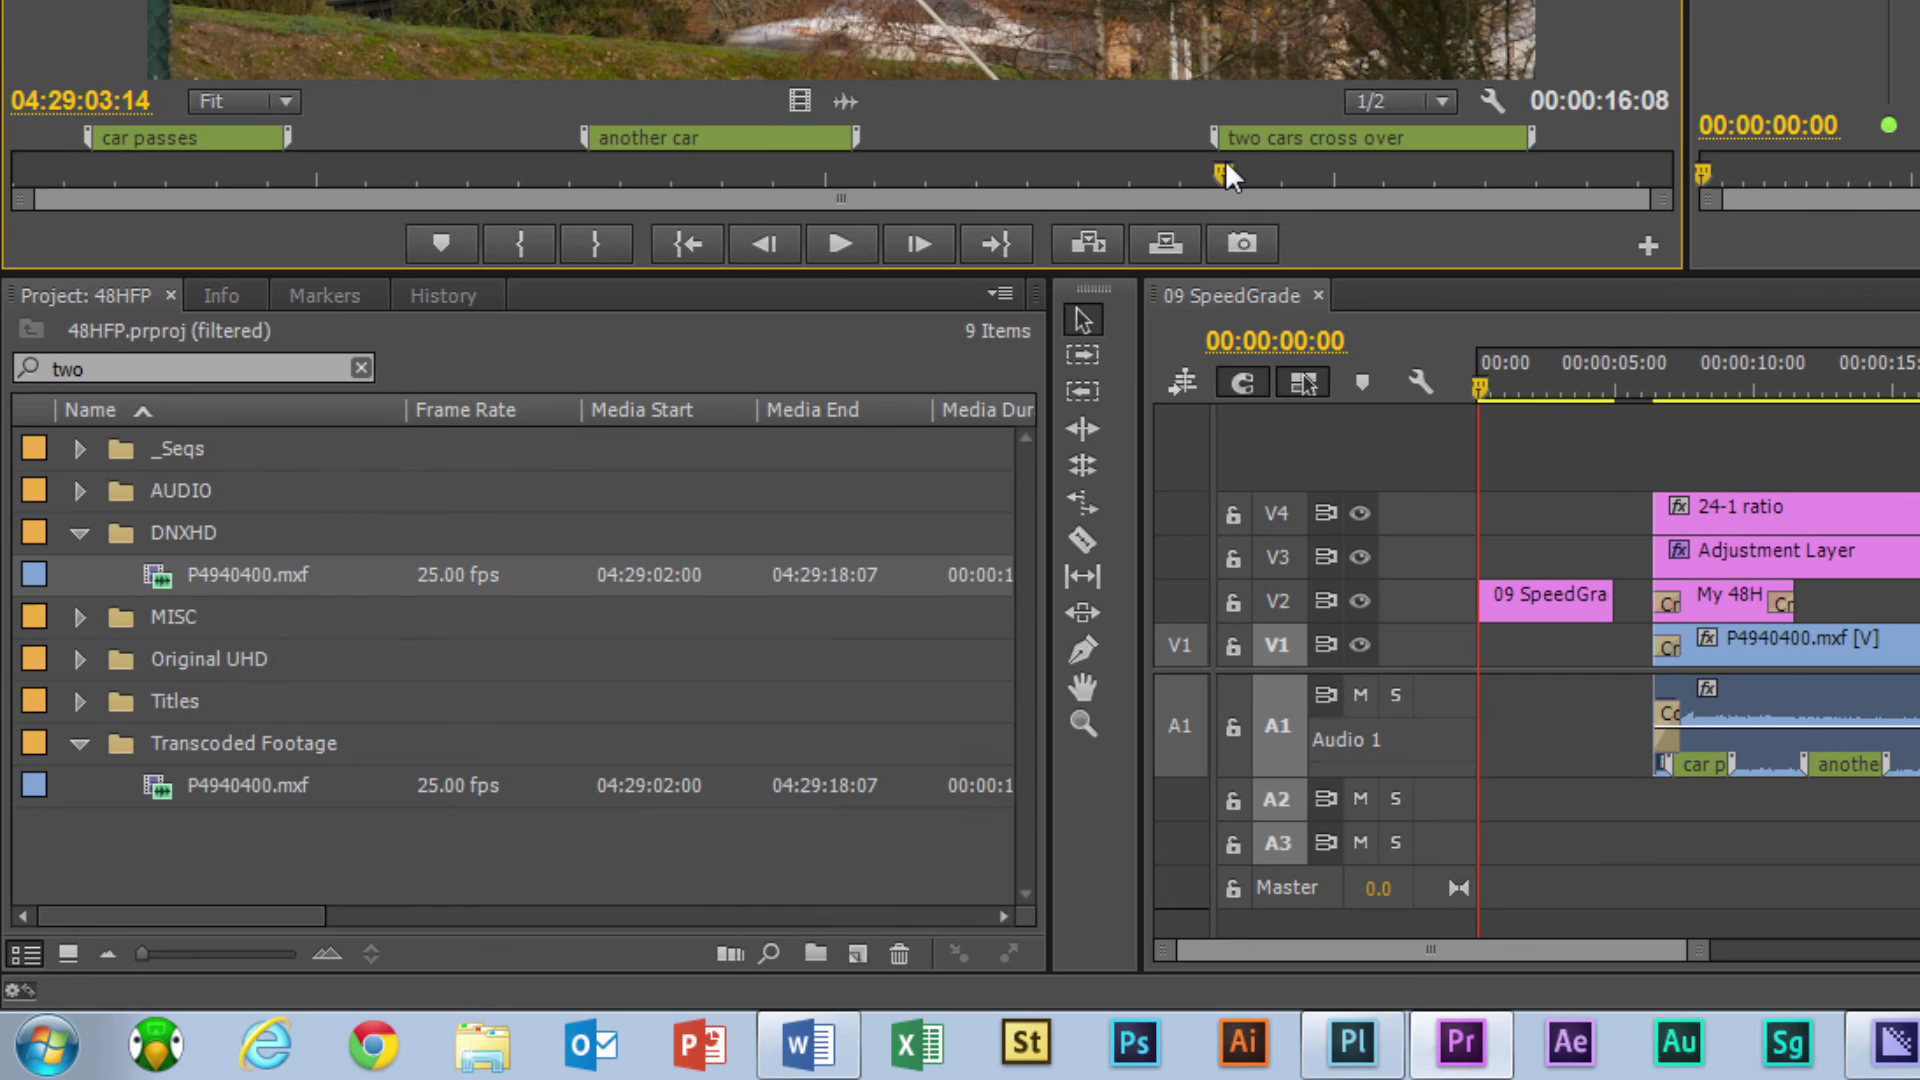 04:29:03:14
Fit
1/2
00:00:16:08
00:00:00:00
car passes
another car
two cars cross over
Project: 48HFP
Info
Markers
History
48HFP.prproj (filtered)
9 Items
two
Name
Frame Rate
Media Start
Media End
Media Dur
_Seqs
AUDIO
DNXHD
P4940400.mxf
25.00 fps
04:29:02:00
04:29:18:07
00:00:1
MISC
Original UHD
Titles
Transcoded Footage
P4940400.mxf
25.00 fps
04:29:02:00
04:29:18:07
00:00:1
09 SpeedGrade
00:00:00:00
00:00
00:00:05:00
00:00:10:00
00:00:15:
V4
24-1 ratio
V3
Adjustment Layer
V2
09 SpeedGra
My 48H
Cr
Cr
V1
V1
Cr
P4940400.mxf [V]
A1
A1
M
S
Audio 1
Co
car p
anothe
A2
M
S
A3
M
S
Master
0.0
St
Ps
Ai
Pl
Pr
Ae
Au
Sg